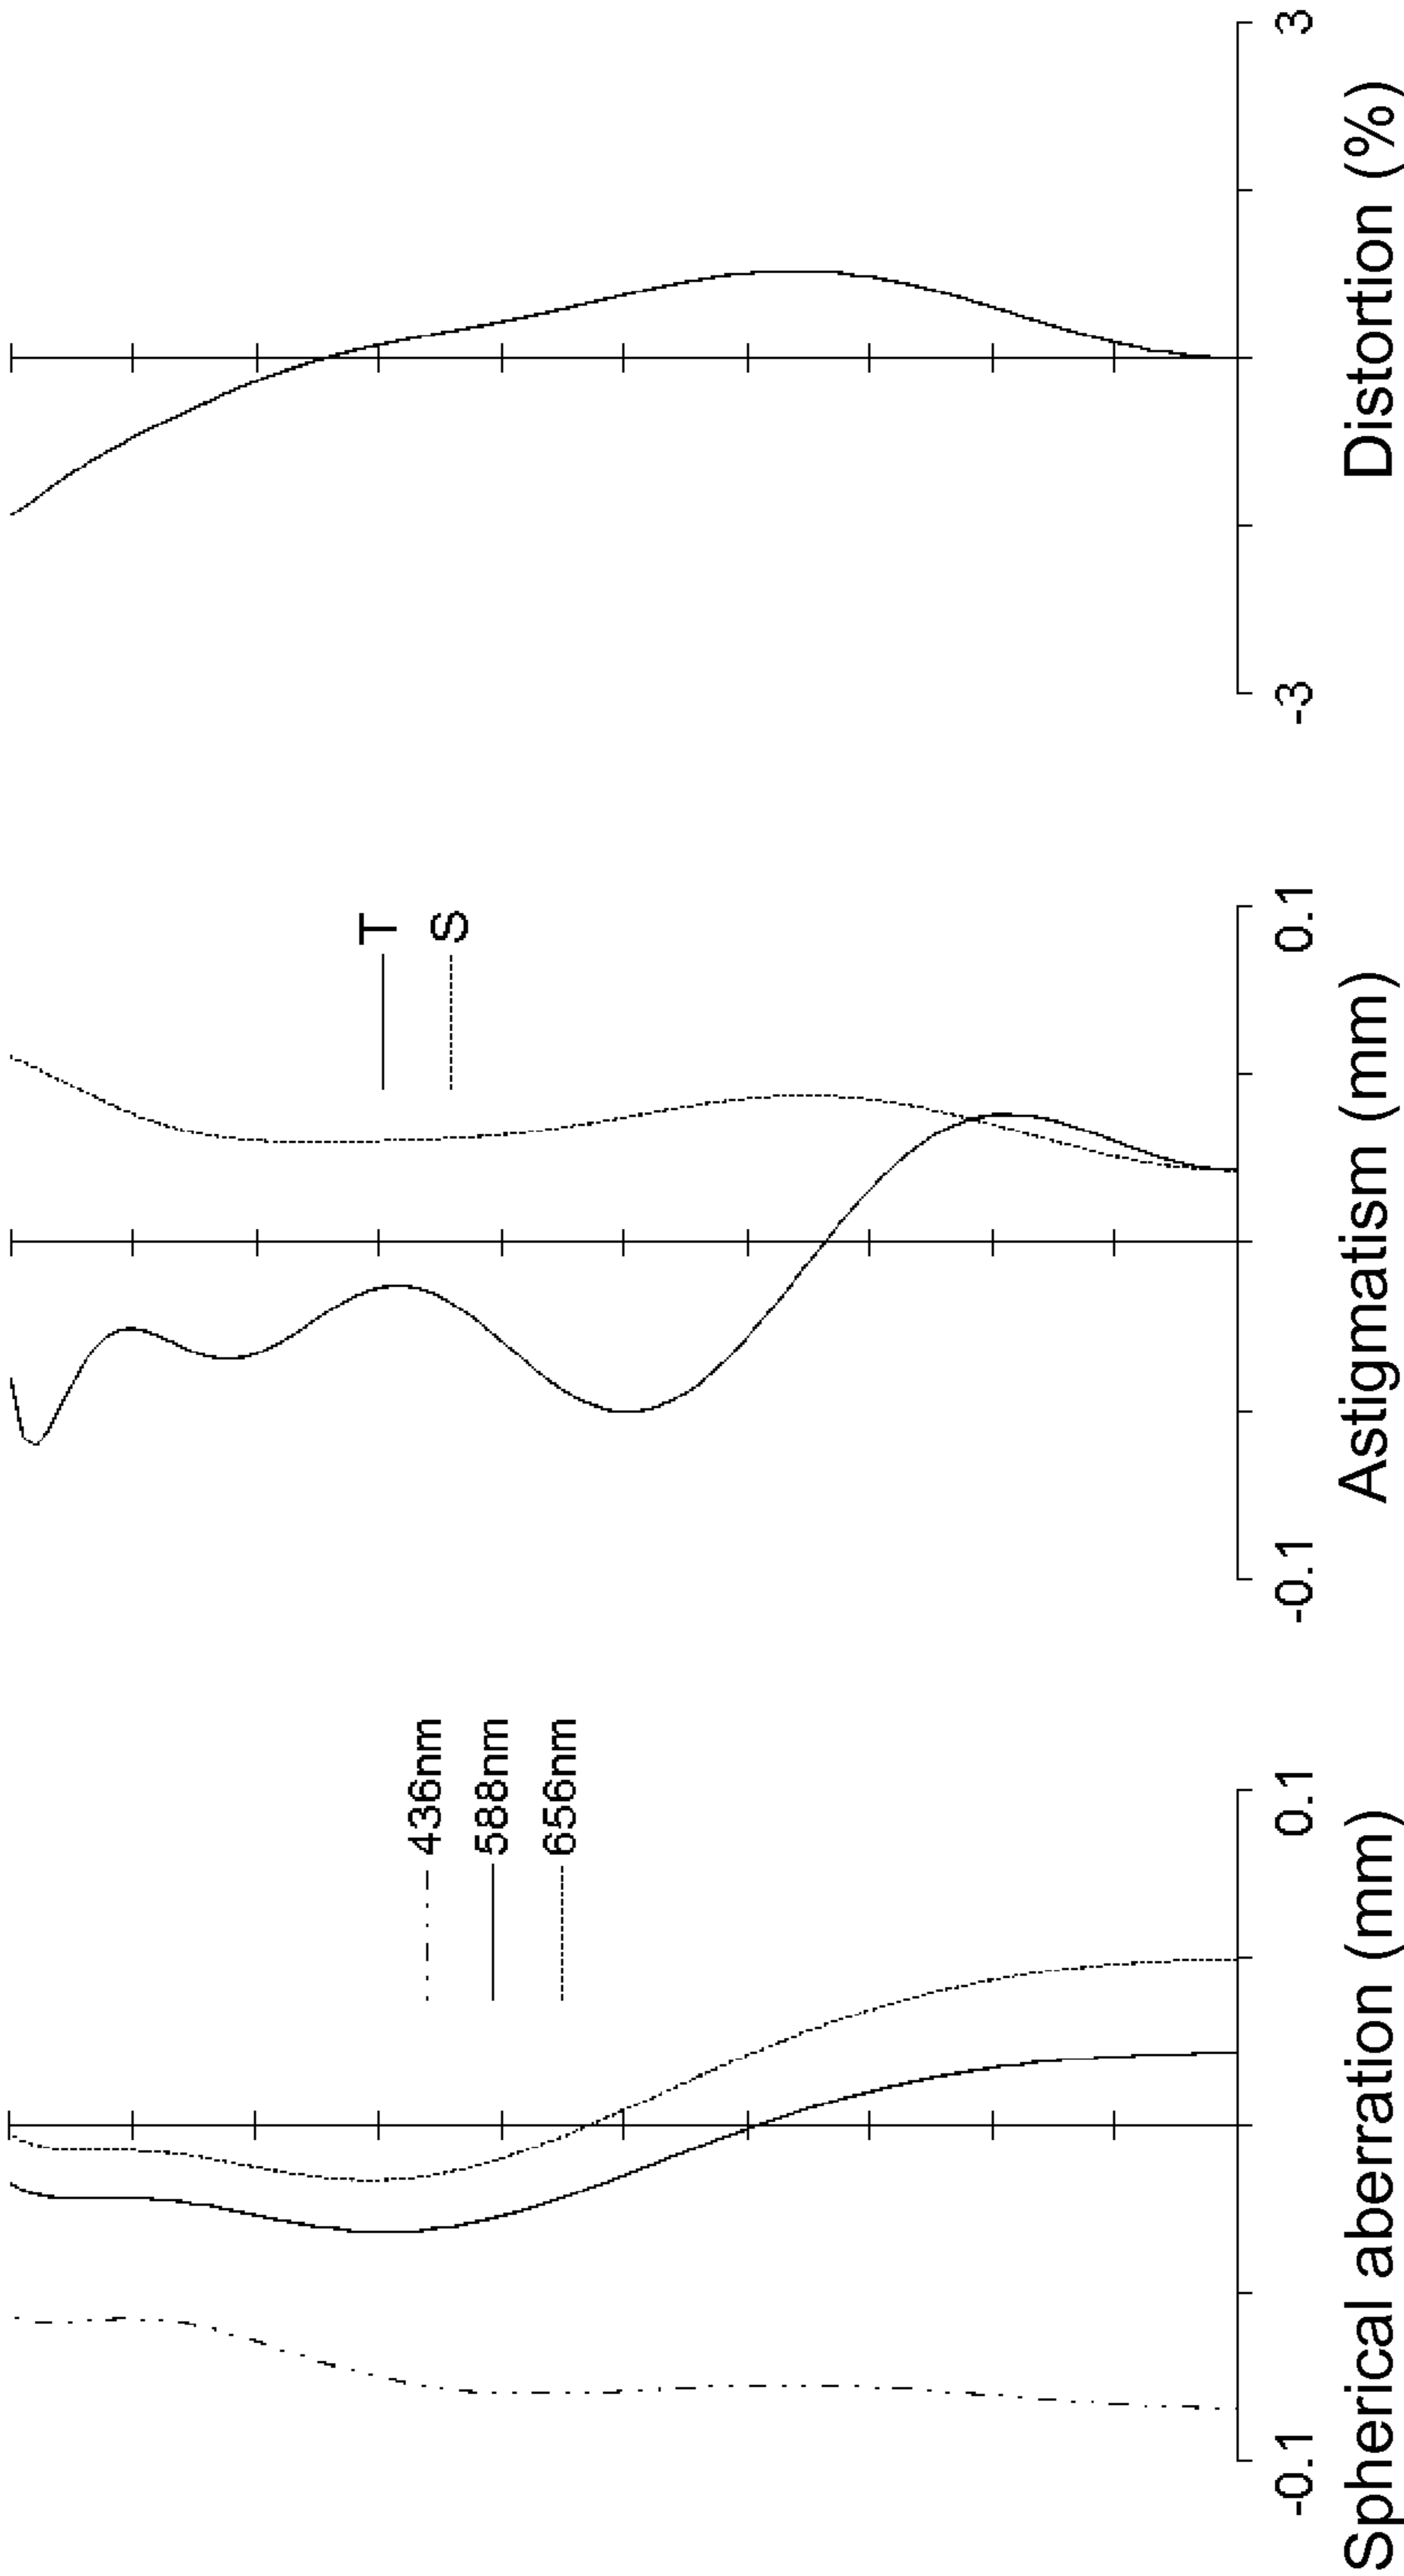 436nm
588nm
656nm
-0.1
0.1
Spherical aberration (mm)
T
S
-0.1
0.1
Astigmatism (mm)
-3
3
Distortion (%)